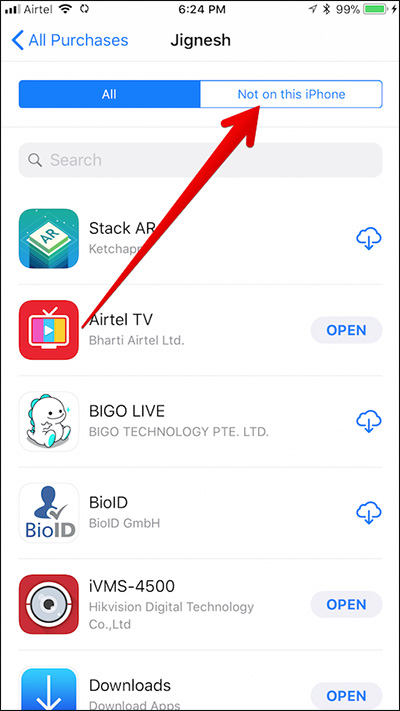 Airtel 6:24 PM 99%
All Purchases Jignesh
All Not on this iPhone
Search
AR
Stack AR
Ketchapp
Airtel TV
Bharti Airtel Ltd.
OPEN
BIGO LIVE
BIGO TECHNOLOGY PTE. LTD.
BioID
BioID
BioID GmbH
iVMS-4500
Hikvision Digital Technology
Co.,Ltd
OPEN
Downloads
Download Apps
OPEN